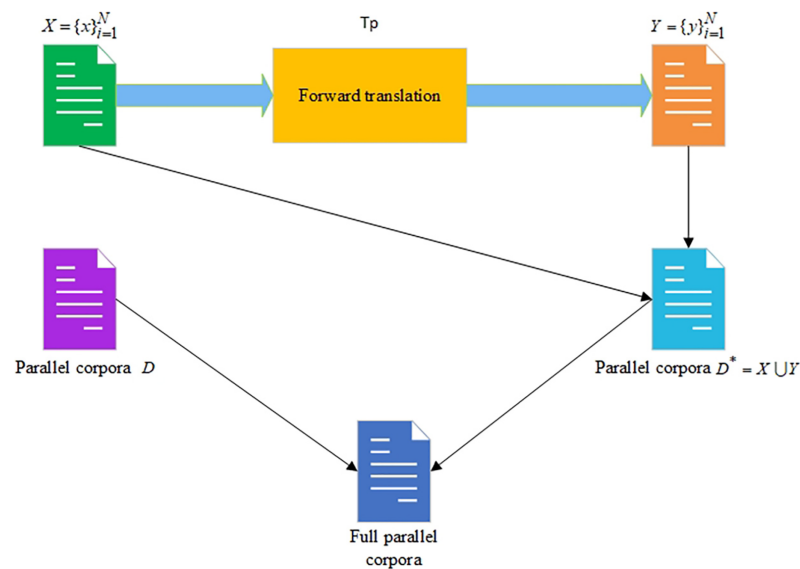 X = {x}_{i=1}^{N}
Tp
Y = {y}_{i=1}^{N}
Forward translation
Parallel corpora D
Parallel corpora D* = X ∪ Y
Full parallel
corpora